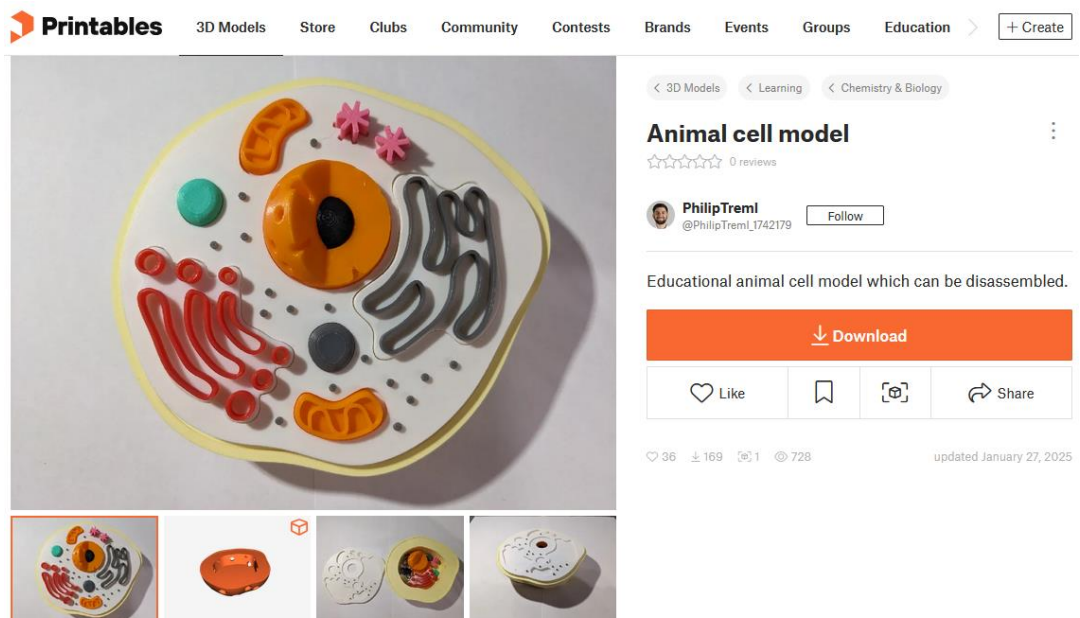 Printables
3D Models Store Clubs Community Contests Brands Events Groups Education + Create
3D Models Learning Chemistry & Biology
Animal cell model
0 reviews
PhilipTreml
@PhilipTreml_1742179
Follow
Educational animal cell model which can be disassembled.
Download
Like Share
36 169 1 728 updated January 27, 2025